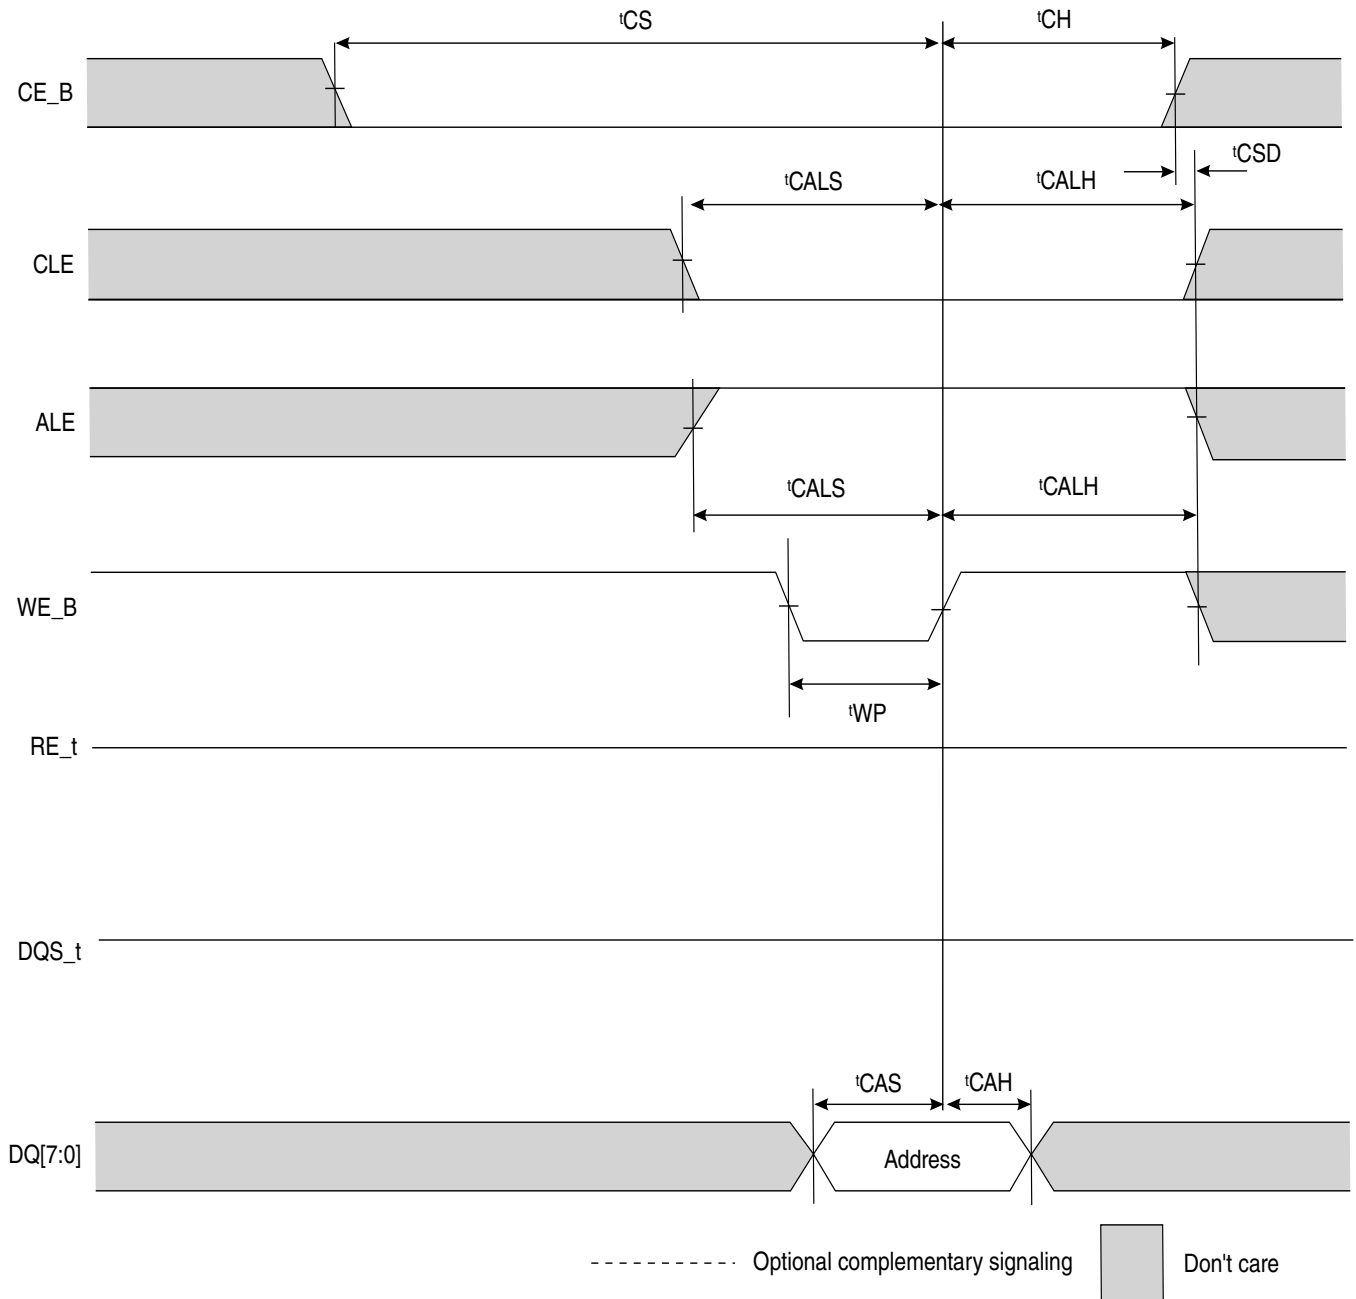 tCS
tCH
CE_B
tCSD
tCALS
tCALH
CLE
ALE
tCALS
tCALH
WE_B
tWP
RE_t
DQS_t
tCAS
tCAH
DQ[7:0]
Address
Optional complementary signaling
Don't care